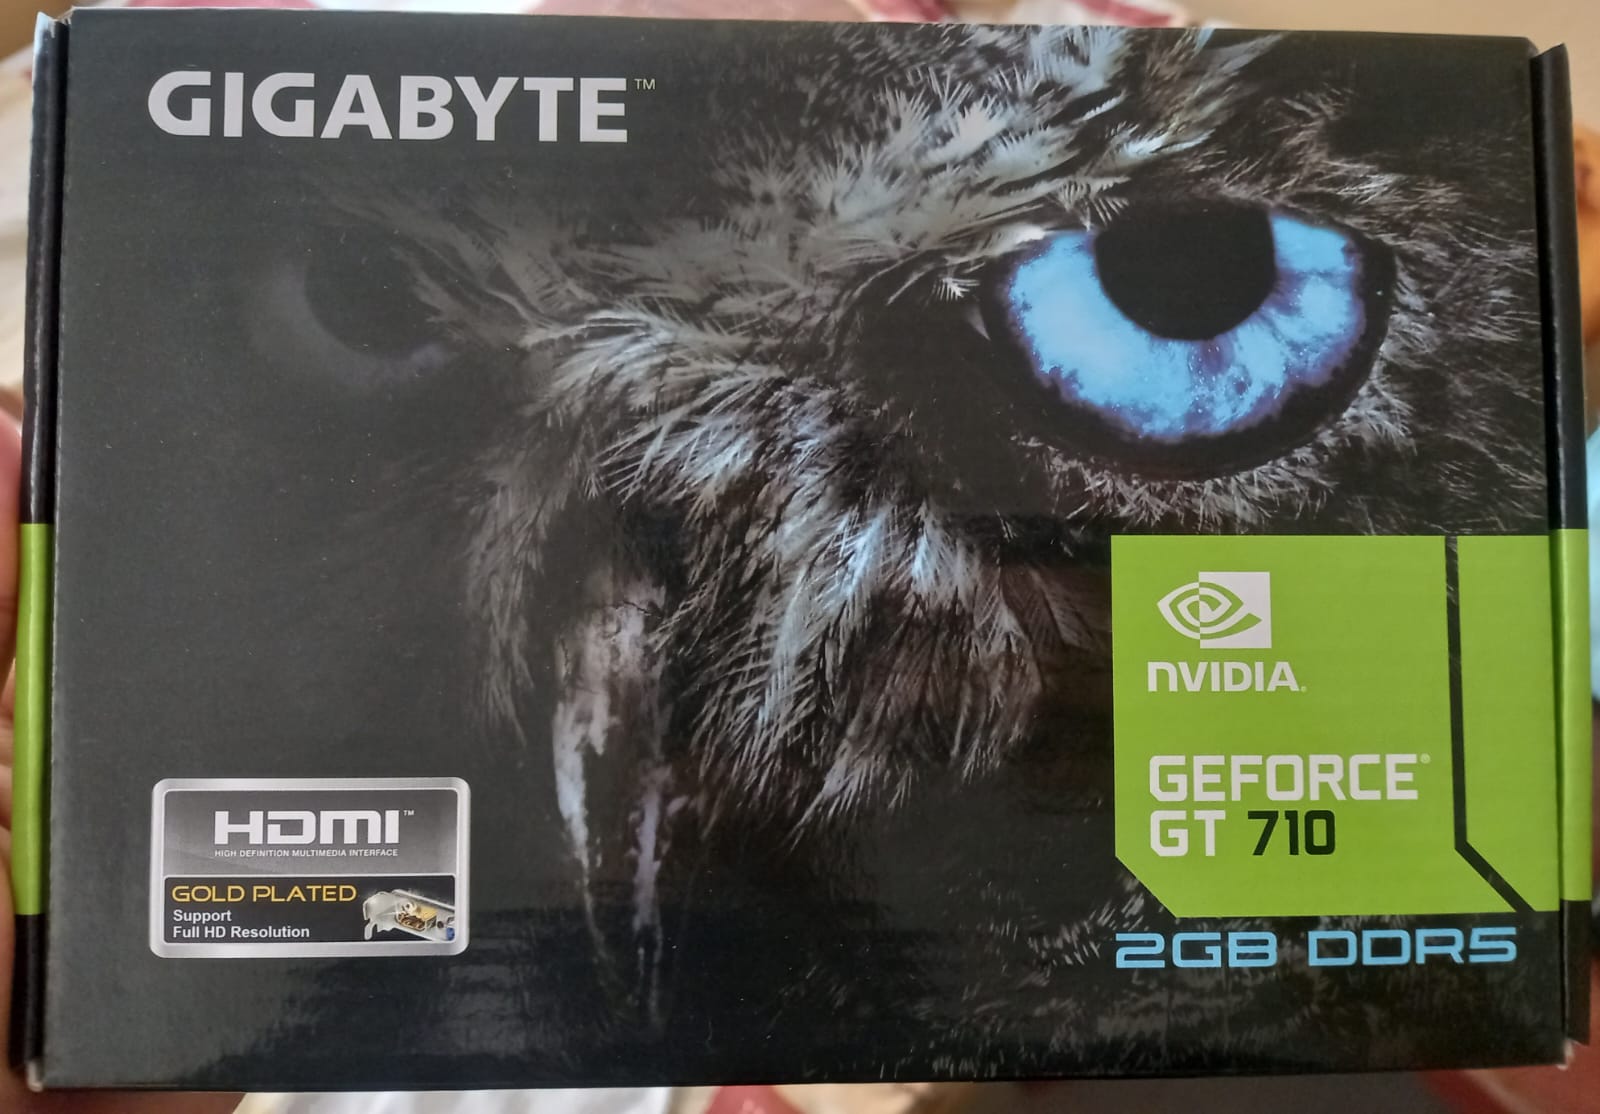 GIGABYTE™
NVIDIA.
GEFORCE®
GT 710
2GB DDR5
HDMI™
HIGH DEFINITION MULTIMEDIA INTERFACE
GOLD PLATED
Support
Full HD Resolution